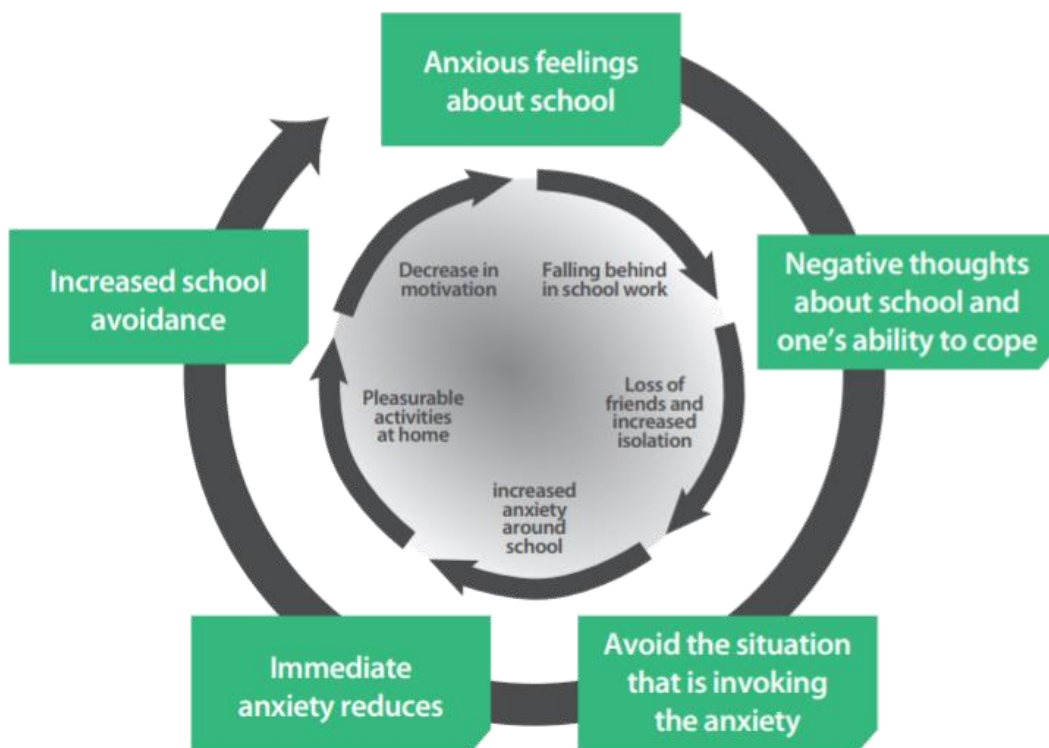 Anxious feelings
about school
Negative thoughts
about school and
one's ability to cope
Avoid the situation
that is invoking
the anxiety
Immediate
anxiety reduces
Increased school
avoidance
Falling behind
in school work
Loss of
friends and
increased
isolation
increased
anxiety
around
school
Pleasurable
activities
at home
Decrease in
motivation